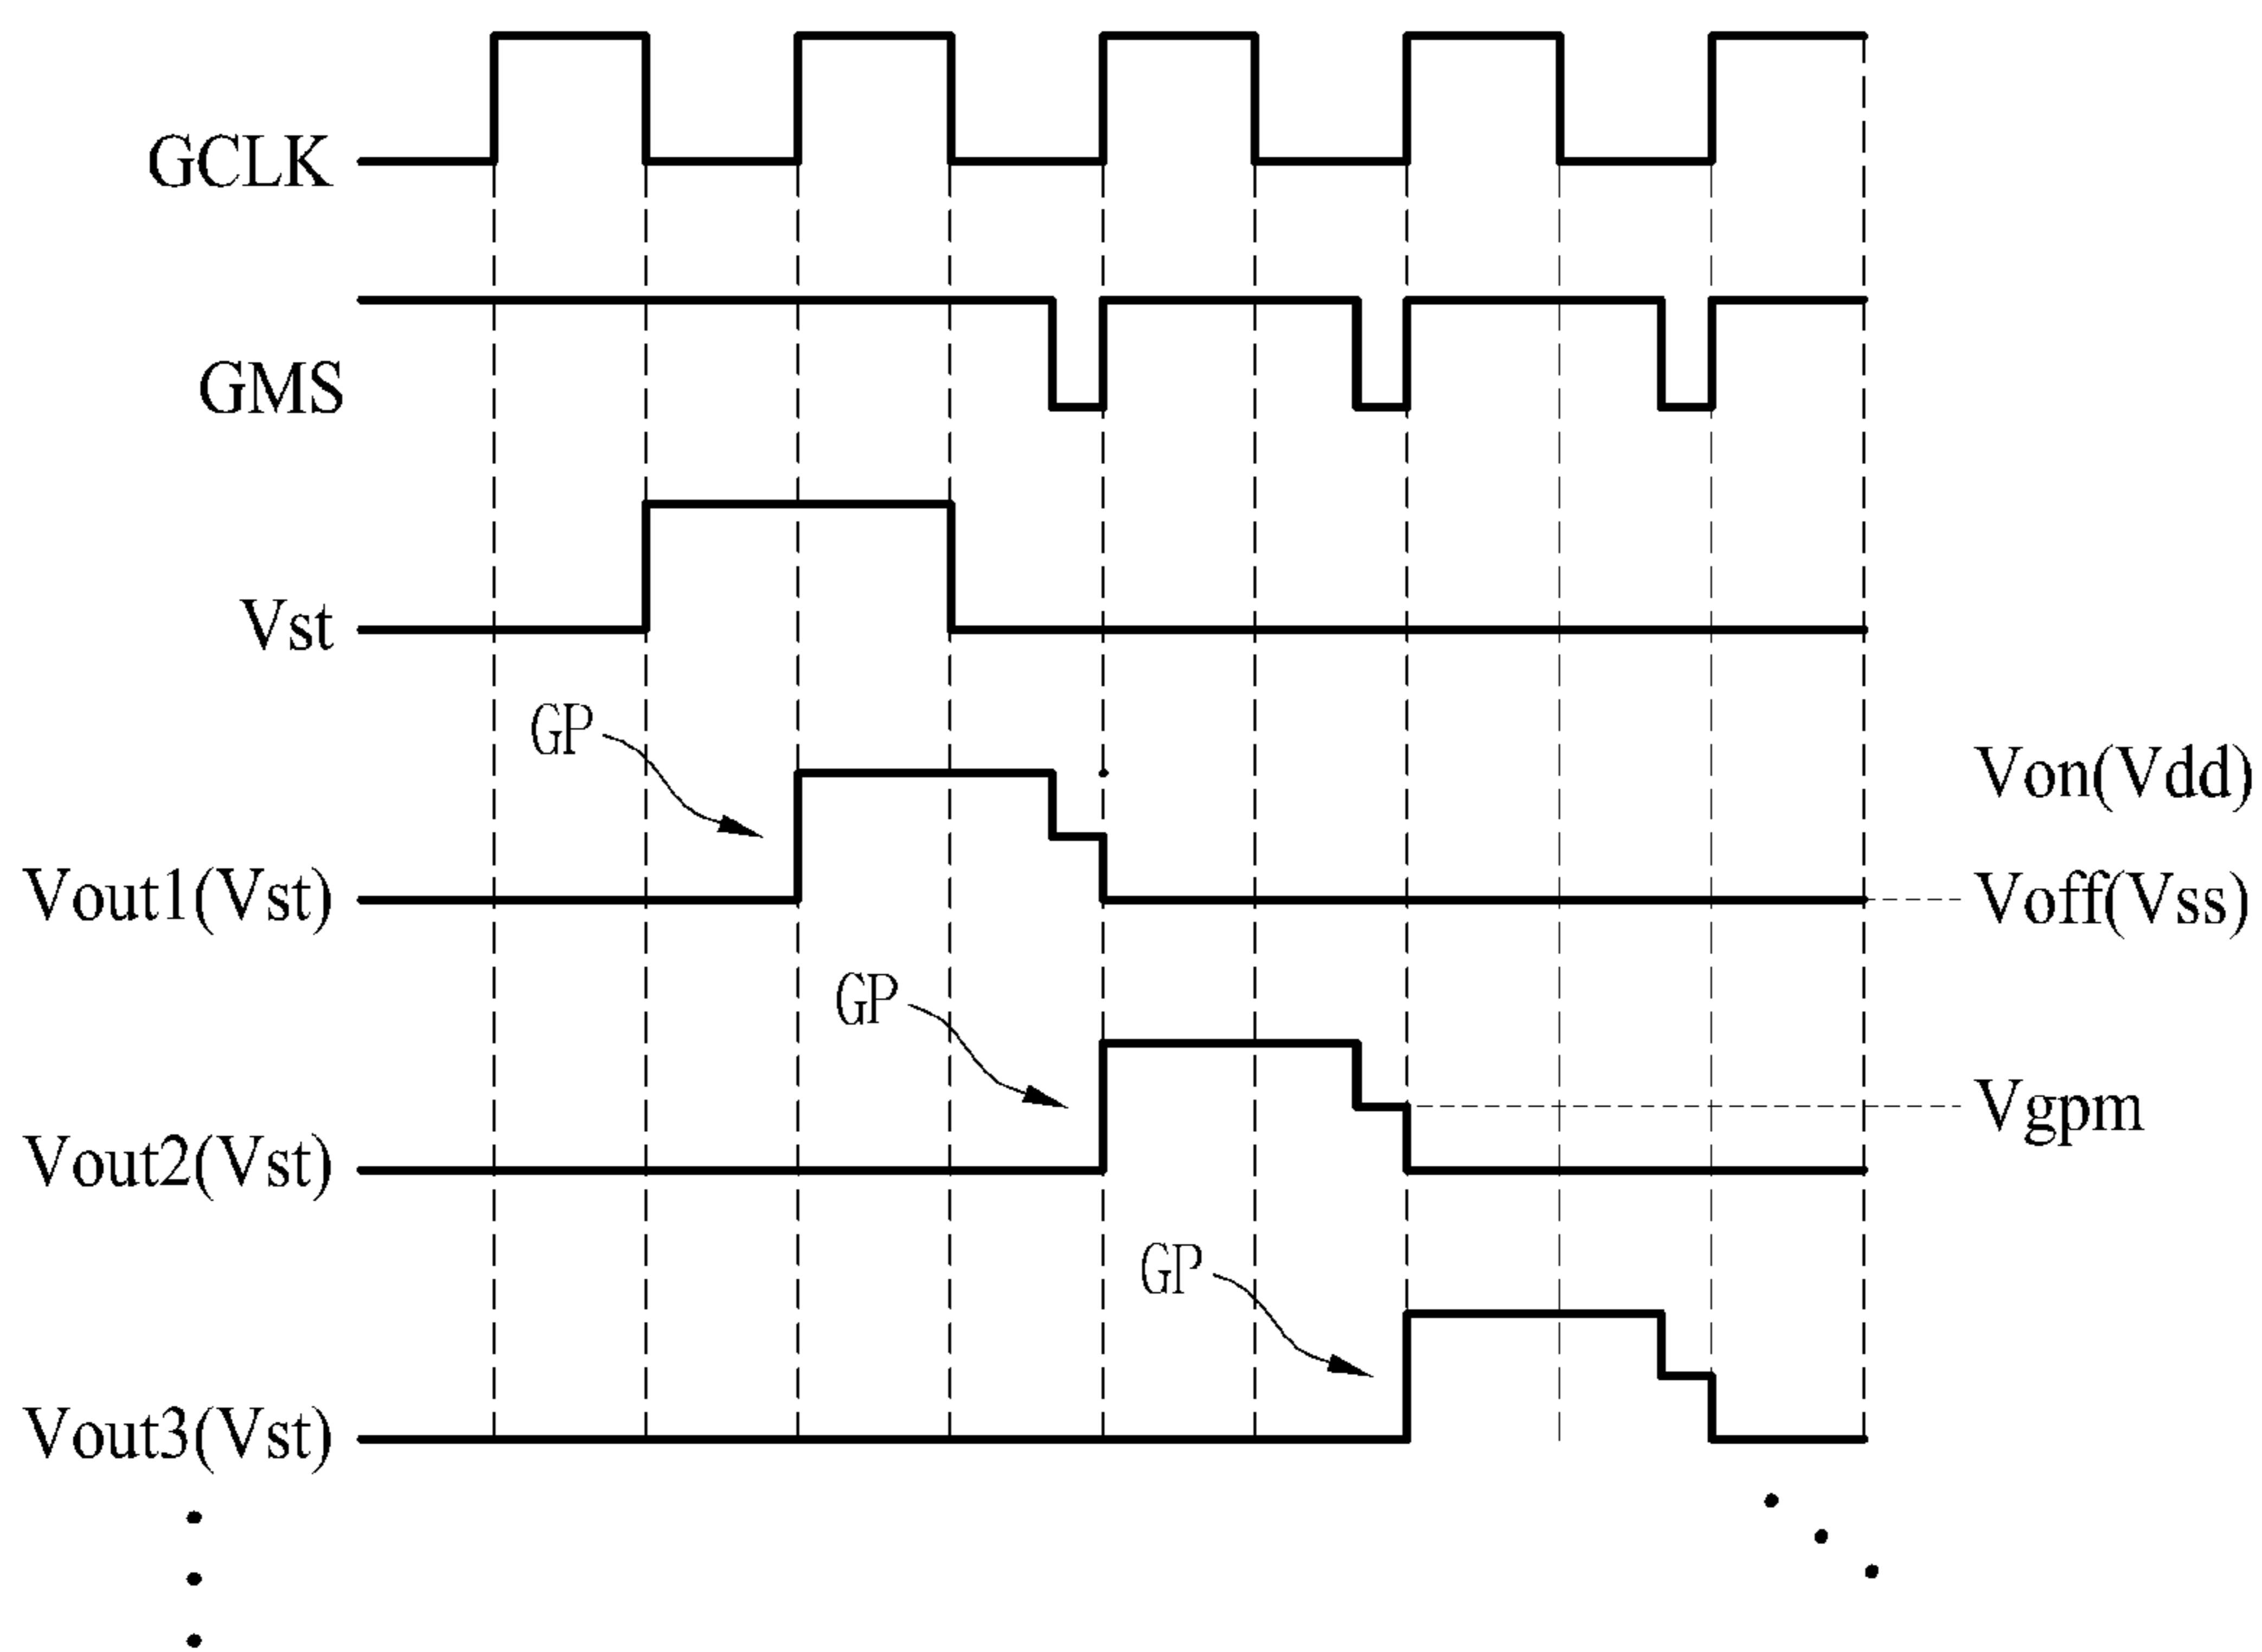 GCLK
GMS
Vst
GP
Von(Vdd)
Vout1(Vst)
Voff(Vss)
GP
Vgpm
Vout2(Vst)
GP
Vout3(Vst)